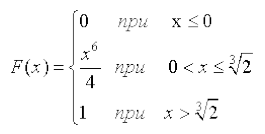 F(x) = { 0 при x ≤ 0
x⁶/4 при 0 < x ≤ ∛2
1 при x > ∛2